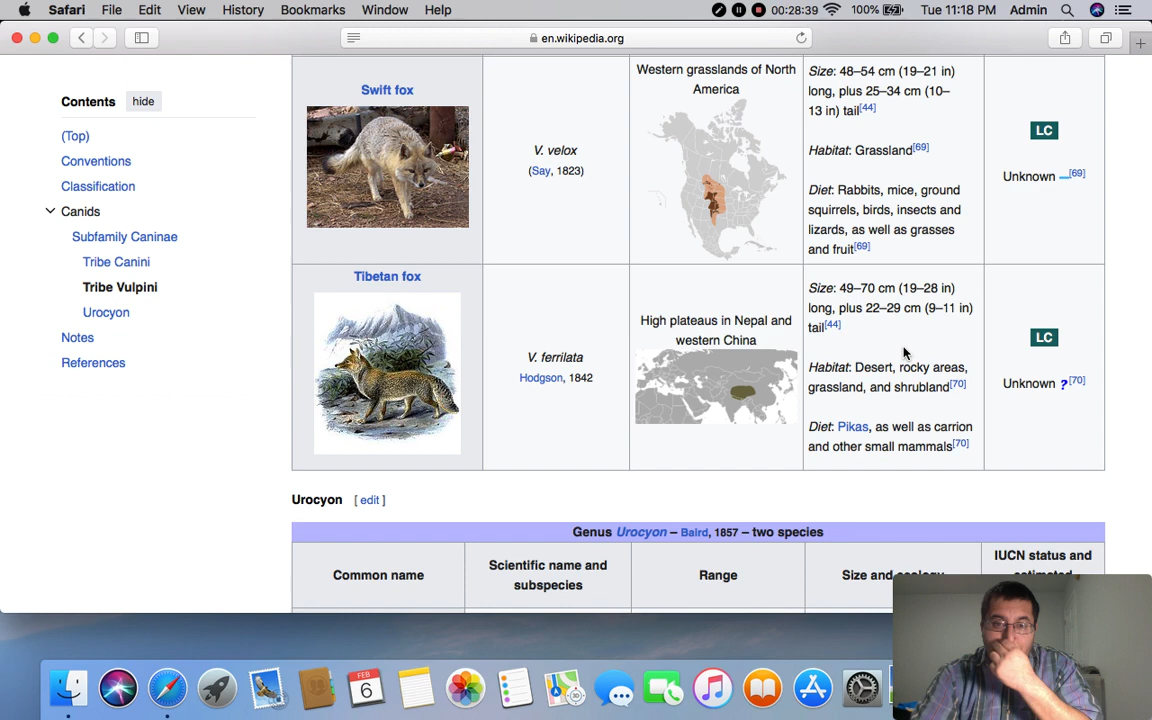 Safari File Edit View History Bookmarks Window Help 00:28:39 100% Tue 11:18 PM Admin
en.wikipedia.org
Contents hide
(Top)
Conventions
Classification
Canids
Subfamily Caninae
Tribe Canini
Tribe Vulpini
Urocyon
Notes
References
Swift fox
V. velox
(Say, 1823)
Western grasslands of North
America
Size: 48–54 cm (19–21 in)
long, plus 25–34 cm (10–
13 in) tail[44]
Habitat: Grassland[69]
Diet: Rabbits, mice, ground
squirrels, birds, insects and
lizards, as well as grasses
and fruit[69]
LC
Unknown [69]
Tibetan fox
V. ferrilata
Hodgson, 1842
High plateaus in Nepal and
western China
Size: 49–70 cm (19–28 in)
long, plus 22–29 cm (9–11 in)
tail[44]
Habitat: Desert, rocky areas,
grassland, and shrubland[70]
Diet: Pikas, as well as carrion
and other small mammals[70]
LC
Unknown ?[70]
Urocyon [ edit ]
Genus Urocyon – Baird, 1857 – two species
Common name
Scientific name and
subspecies
Range
Size and ecology
IUCN status and
estimated
FEB
6